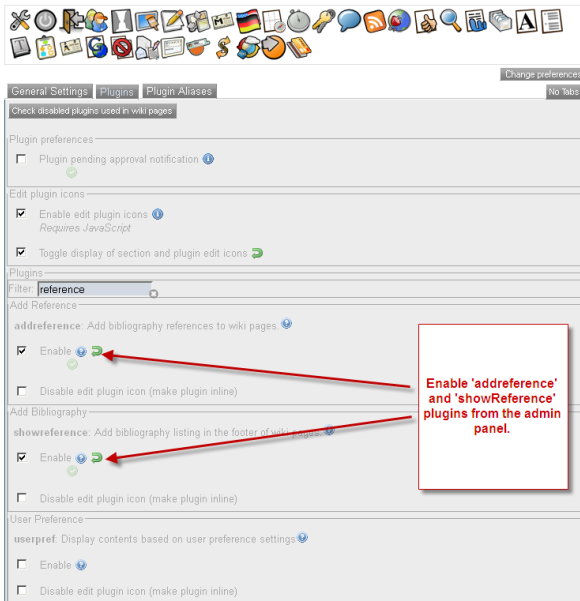 Change preferences
General Settings Plugins Plugin Aliases No Tabs
Check disabled plugins used in wiki pages
Plugin preferences
Plugin pending approval notification
Edit plugin icons
Enable edit plugin icons
Requires JavaScript
Toggle display of section and plugin edit icons
Plugins
Filter: reference
Add Reference
addreference: Add bibliography references to wiki pages.
Enable
Disable edit plugin icon (make plugin inline)
Enable 'addreference'
and 'showReference'
plugins from the admin
panel.
Add Bibliography
showreference: Add bibliography listing in the footer of wiki pages.
Enable
Disable edit plugin icon (make plugin inline)
User Preference
userpref: Display contents based on user preference settings
Enable
Disable edit plugin icon (make plugin inline)